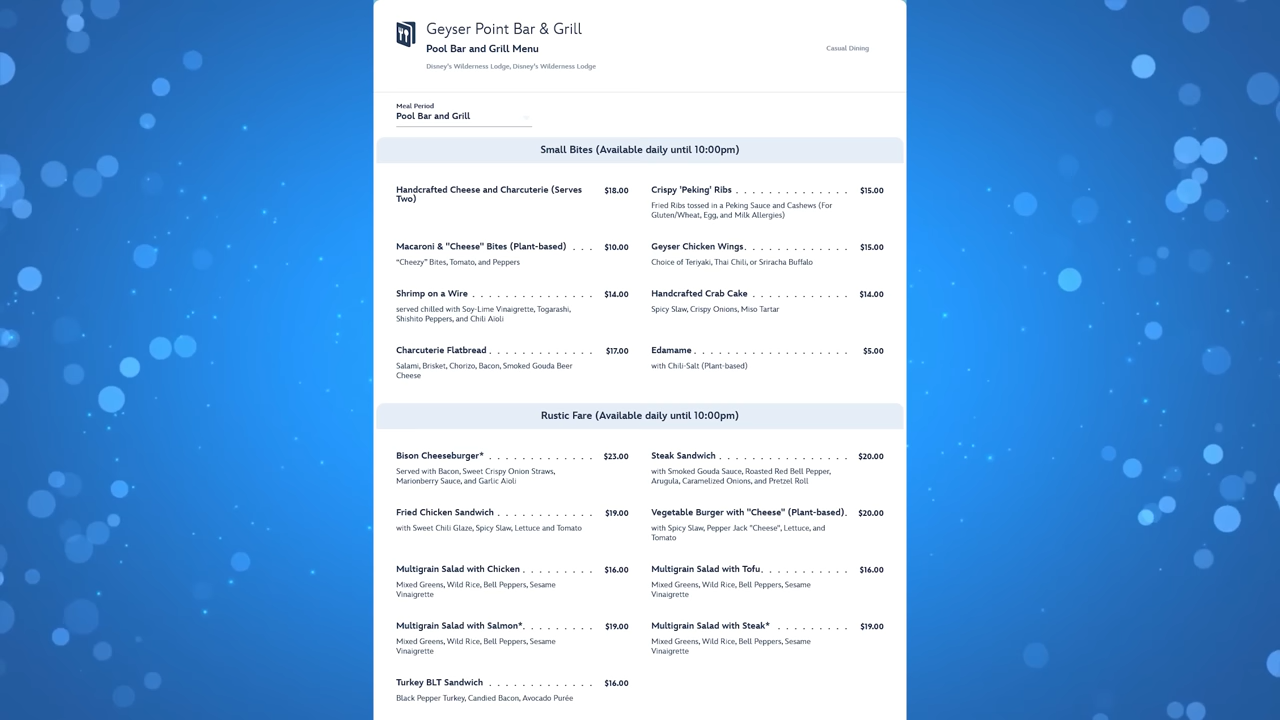 Geyser Point Bar & Grill
Pool Bar and Grill Menu
Casual Dining
Disney's Wilderness Lodge, Disney's Wilderness Lodge
Meal Period
Pool Bar and Grill
Small Bites (Available daily until 10:00pm)
Handcrafted Cheese and Charcuterie (Serves Two) $18.00
Crispy 'Peking' Ribs . . . . . . . . . . . . . . $15.00
Fried Ribs tossed in a Peking Sauce and Cashews (For
Gluten/Wheat, Egg, and Milk Allergies)
Macaroni & "Cheese" Bites (Plant-based) . . . $10.00
"Cheezy" Bites, Tomato, and Peppers
Geyser Chicken Wings. . . . . . . . . . . . . $15.00
Choice of Teriyaki, Thai Chili, or Sriracha Buffalo
Shrimp on a Wire . . . . . . . . . . . . . . . $14.00
served chilled with Soy-Lime Vinaigrette, Togarashi,
Shishito Peppers, and Chili Aioli
Handcrafted Crab Cake . . . . . . . . . . . . $14.00
Spicy Slaw, Crispy Onions, Miso Tartar
Charcuterie Flatbread . . . . . . . . . . . . . $17.00
Salami, Brisket, Chorizo, Bacon, Smoked Gouda Beer
Cheese
Edamame . . . . . . . . . . . . . . . . . . . $5.00
with Chili-Salt (Plant-based)
Rustic Fare (Available daily until 10:00pm)
Bison Cheeseburger* . . . . . . . . . . . . . $23.00
Served with Bacon, Sweet Crispy Onion Straws,
Marionberry Sauce, and Garlic Aioli
Steak Sandwich . . . . . . . . . . . . . . . . $20.00
with Smoked Gouda Sauce, Roasted Red Bell Pepper,
Arugula, Caramelized Onions, and Pretzel Roll
Fried Chicken Sandwich . . . . . . . . . . . . $19.00
with Sweet Chili Glaze, Spicy Slaw, Lettuce and Tomato
Vegetable Burger with "Cheese" (Plant-based). $20.00
with Spicy Slaw, Pepper Jack "Cheese", Lettuce, and
Tomato
Multigrain Salad with Chicken . . . . . . . . . $16.00
Mixed Greens, Wild Rice, Bell Peppers, Sesame
Vinaigrette
Multigrain Salad with Tofu. . . . . . . . . . . $16.00
Mixed Greens, Wild Rice, Bell Peppers, Sesame
Vinaigrette
Multigrain Salad with Salmon*. . . . . . . . . $19.00
Mixed Greens, Wild Rice, Bell Peppers, Sesame
Vinaigrette
Multigrain Salad with Steak* . . . . . . . . . $19.00
Mixed Greens, Wild Rice, Bell Peppers, Sesame
Vinaigrette
Turkey BLT Sandwich . . . . . . . . . . . . . $16.00
Black Pepper Turkey, Candied Bacon, Avocado Purée